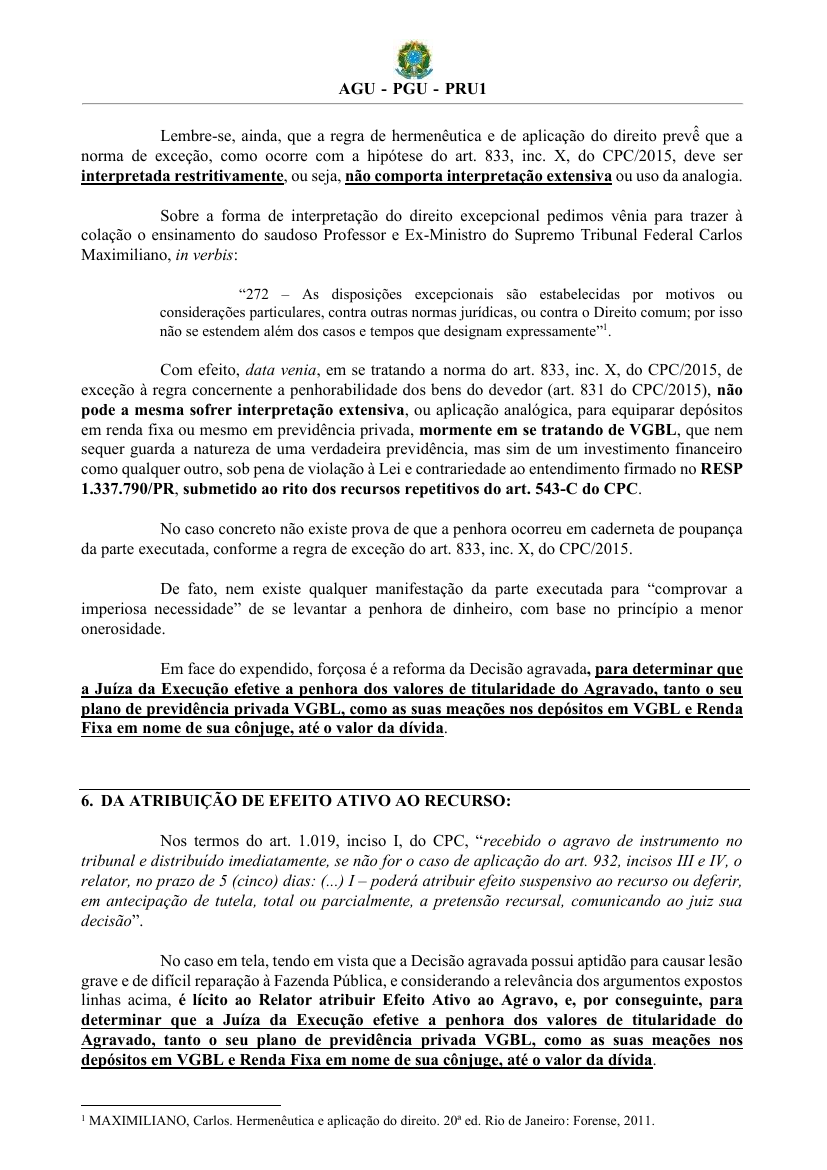 AGU - PGU - PRU1
Lembre-se, ainda, que a regra de hermenêutica e de aplicação do direito prevê que a
norma de exceção, como ocorre com a hipótese do art. 833, inc. X, do CPC/2015, deve ser
interpretada restritivamente, ou seja, não comporta interpretação extensiva ou uso da analogia.
Sobre a forma de interpretação do direito excepcional pedimos vênia para trazer à
colação o ensinamento do saudoso Professor e Ex-Ministro do Supremo Tribunal Federal Carlos
Maximiliano, in verbis:
“272 – As disposições excepcionais são estabelecidas por motivos ou
considerações particulares, contra outras normas jurídicas, ou contra o Direito comum; por isso
não se estendem além dos casos e tempos que designam expressamente”¹.
Com efeito, data venia, em se tratando a norma do art. 833, inc. X, do CPC/2015, de
exceção à regra concernente a penhorabilidade dos bens do devedor (art. 831 do CPC/2015), não
pode a mesma sofrer interpretação extensiva, ou aplicação analógica, para equiparar depósitos
em renda fixa ou mesmo em previdência privada, mormente em se tratando de VGBL, que nem
sequer guarda a natureza de uma verdadeira previdência, mas sim de um investimento financeiro
como qualquer outro, sob pena de violação à Lei e contrariedade ao entendimento firmado no RESP
1.337.790/PR, submetido ao rito dos recursos repetitivos do art. 543-C do CPC.
No caso concreto não existe prova de que a penhora ocorreu em caderneta de poupança
da parte executada, conforme a regra de exceção do art. 833, inc. X, do CPC/2015.
De fato, nem existe qualquer manifestação da parte executada para “comprovar a
imperiosa necessidade” de se levantar a penhora de dinheiro, com base no princípio a menor
onerosidade.
Em face do expendido, forçosa é a reforma da Decisão agravada, para determinar que
a Juíza da Execução efetive a penhora dos valores de titularidade do Agravado, tanto o seu
plano de previdência privada VGBL, como as suas meações nos depósitos em VGBL e Renda
Fixa em nome de sua cônjuge, até o valor da dívida.
6. DA ATRIBUIÇÃO DE EFEITO ATIVO AO RECURSO:
Nos termos do art. 1.019, inciso I, do CPC, “recebido o agravo de instrumento no
tribunal e distribuído imediatamente, se não for o caso de aplicação do art. 932, incisos III e IV, o
relator, no prazo de 5 (cinco) dias: (...) I – poderá atribuir efeito suspensivo ao recurso ou deferir,
em antecipação de tutela, total ou parcialmente, a pretensão recursal, comunicando ao juiz sua
decisão”.
No caso em tela, tendo em vista que a Decisão agravada possui aptidão para causar lesão
grave e de difícil reparação à Fazenda Pública, e considerando a relevância dos argumentos expostos
linhas acima, é lícito ao Relator atribuir Efeito Ativo ao Agravo, e, por conseguinte, para
determinar que a Juíza da Execução efetive a penhora dos valores de titularidade do
Agravado, tanto o seu plano de previdência privada VGBL, como as suas meações nos
depósitos em VGBL e Renda Fixa em nome de sua cônjuge, até o valor da dívida.
¹ MAXIMILIANO, Carlos. Hermenêutica e aplicação do direito. 20ª ed. Rio de Janeiro: Forense, 2011.